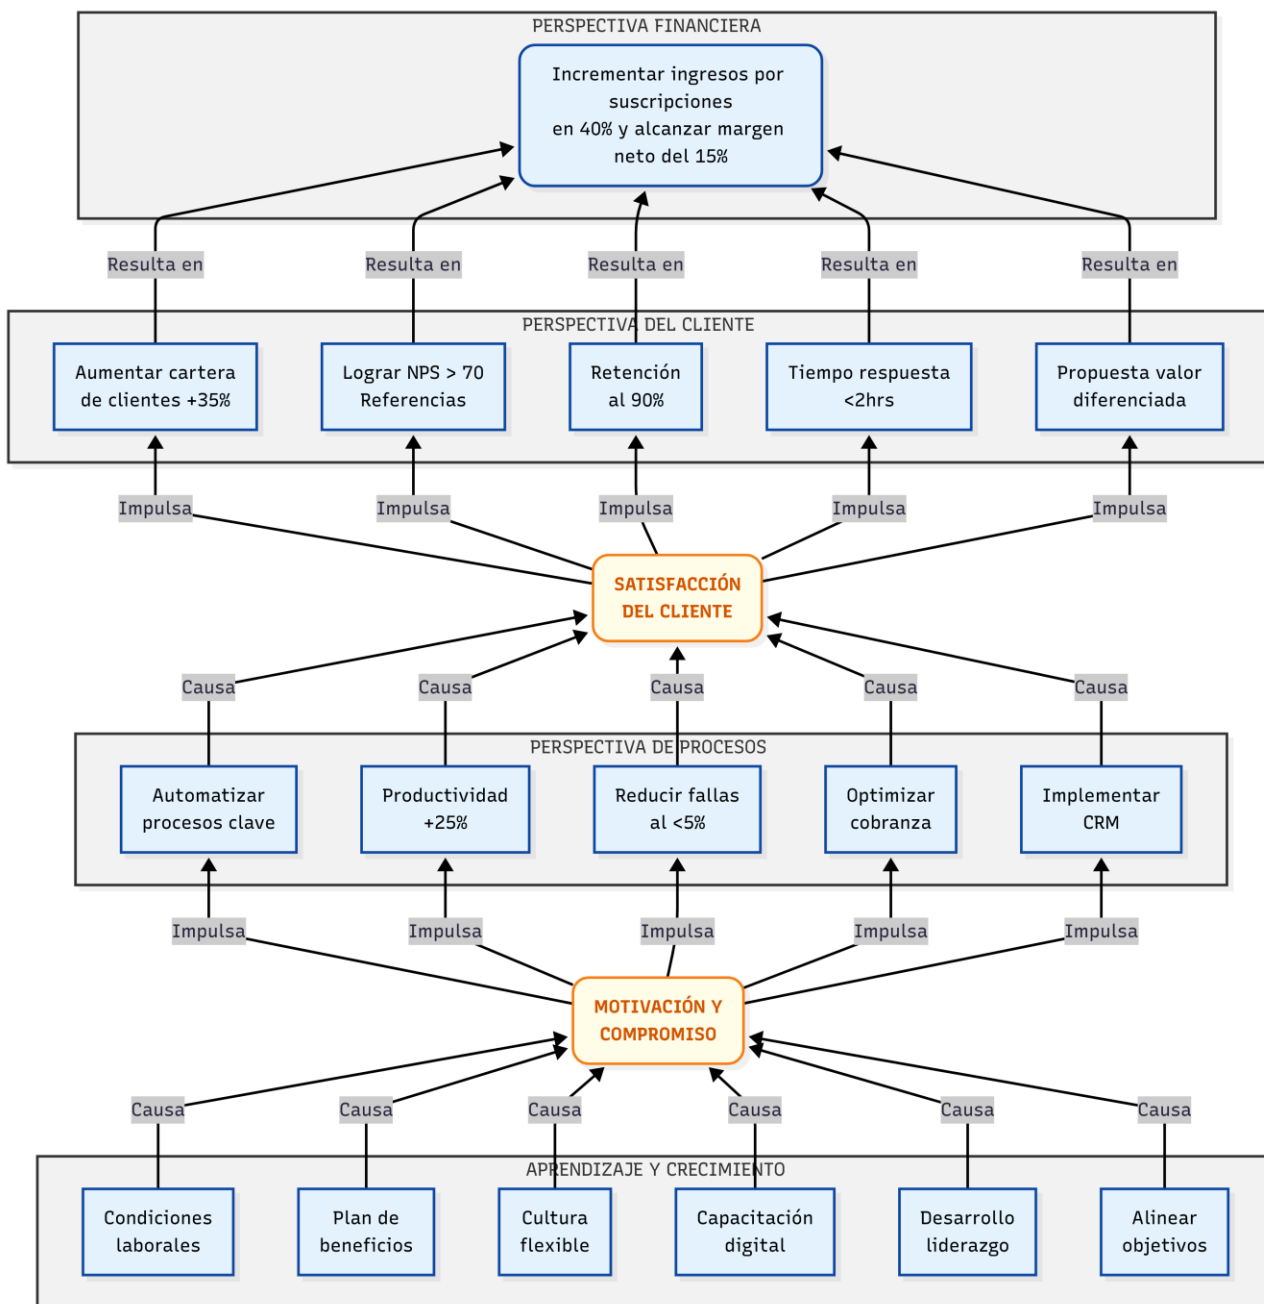 PERSPECTIVA FINANCIERA
Incrementar ingresos por
suscripciones
en 40% y alcanzar margen
neto del 15%
Resulta en
Resulta en
Resulta en
Resulta en
Resulta en
PERSPECTIVA DEL CLIENTE
Aumentar cartera
de clientes +35%
Lograr NPS > 70
Referencias
Retención
al 90%
Tiempo respuesta
<2hrs
Propuesta valor
diferenciada
Impulsa
Impulsa
Impulsa
Impulsa
Impulsa
SATISFACCIÓN
DEL CLIENTE
Causa
Causa
Causa
Causa
Causa
PERSPECTIVA DE PROCESOS
Automatizar
procesos clave
Productividad
+25%
Reducir fallas
al <5%
Optimizar
cobranza
Implementar
CRM
Impulsa
Impulsa
Impulsa
Impulsa
Impulsa
MOTIVACIÓN Y
COMPROMISO
Causa
Causa
Causa
Causa
Causa
Causa
APRENDIZAJE Y CRECIMIENTO
Condiciones
laborales
Plan de
beneficios
Cultura
flexible
Capacitación
digital
Desarrollo
liderazgo
Alinear
objetivos